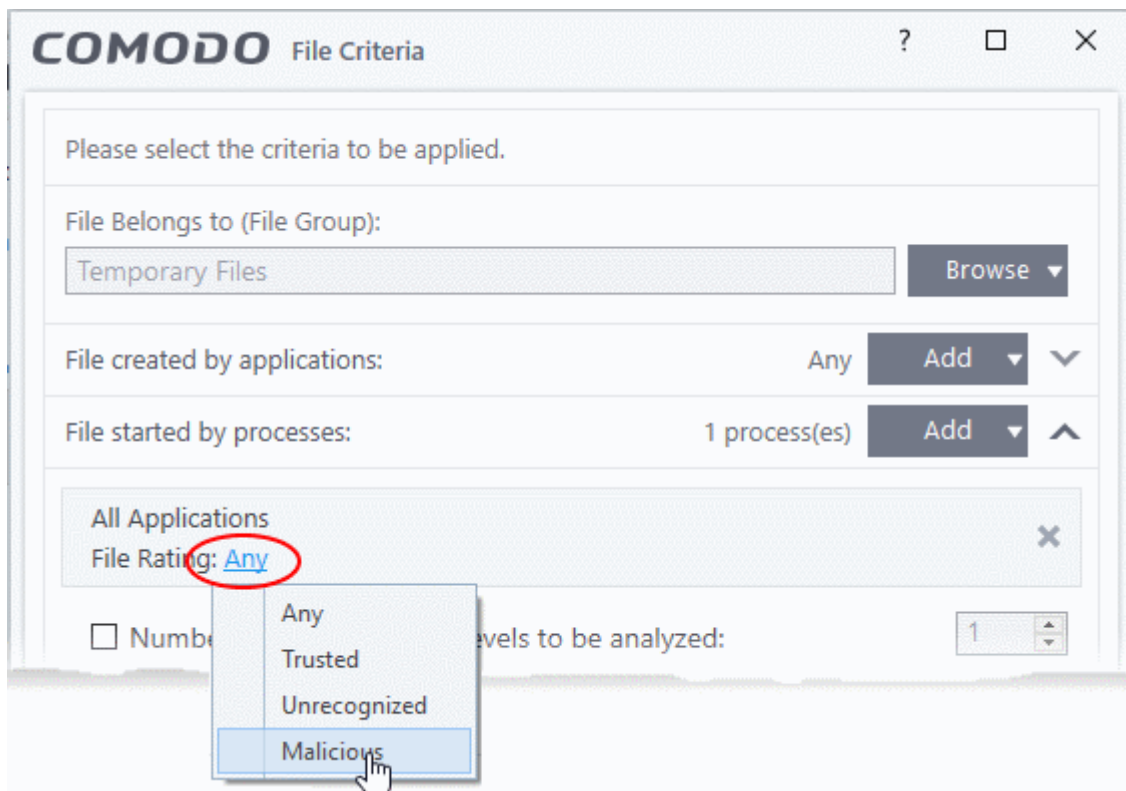 COMODO File Criteria ?
Please select the criteria to be applied.
File Belongs to (File Group):
Temporary Files Browse
File created by applications: Any Add
File started by processes: 1 process(es) Add
All Applications
File Rating: Any
Any
Trusted
Unrecognized
Malicious
to be analyzed: 1